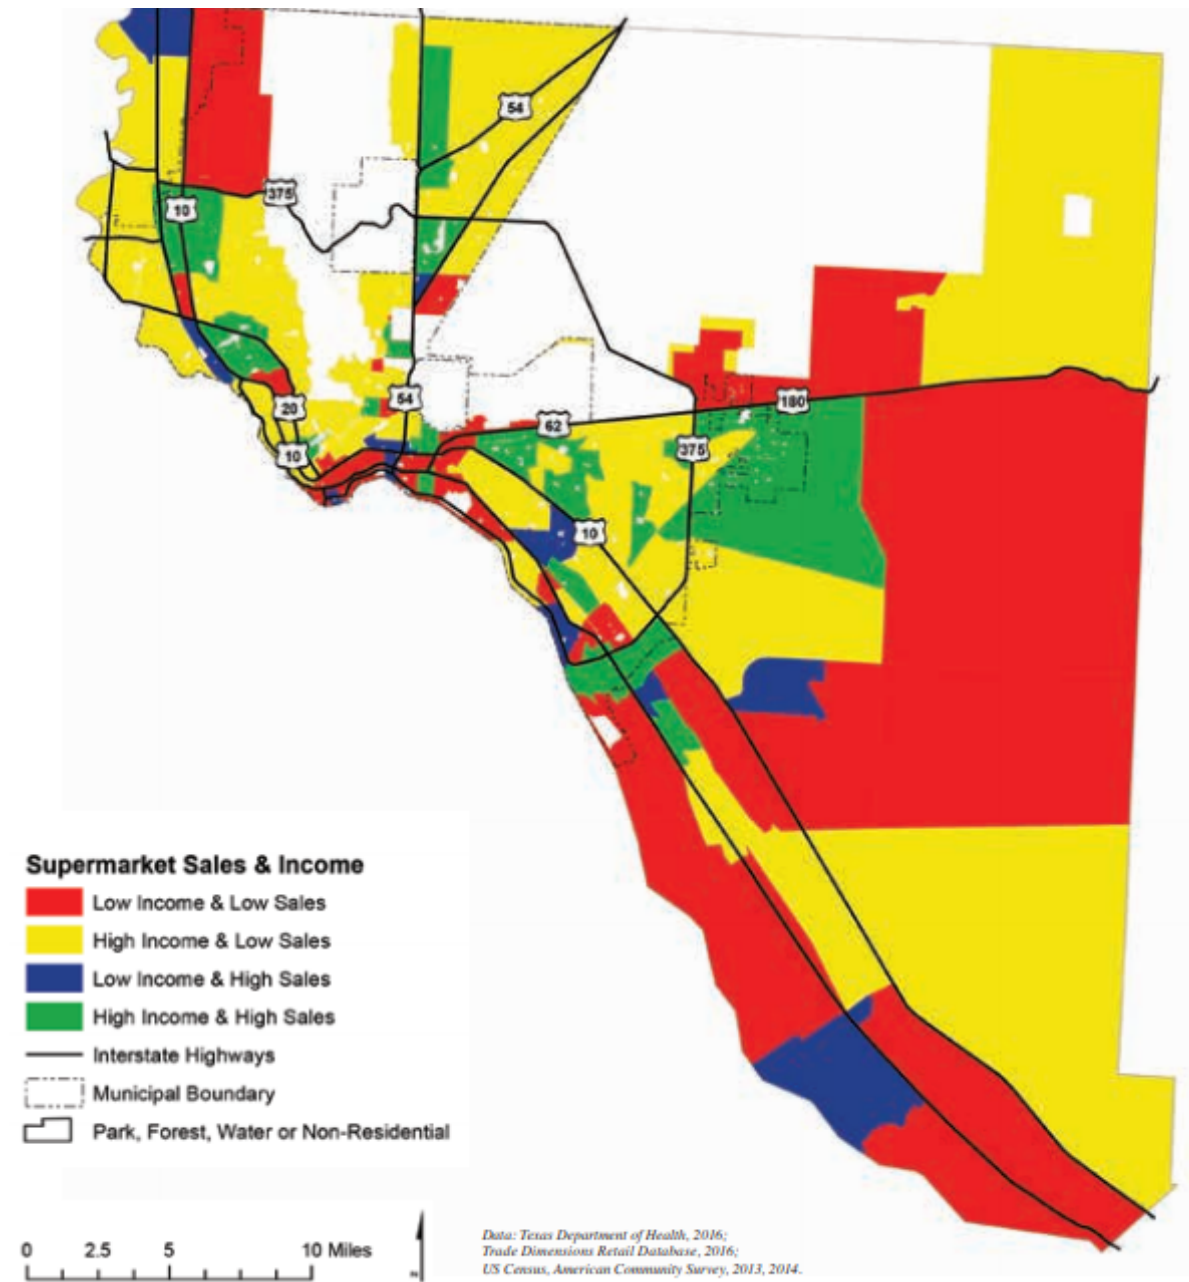 54
375
10
54
20
10
62
180
375
10
Supermarket Sales & Income
Low Income & Low Sales
High Income & Low Sales
Low Income & High Sales
High Income & High Sales
Interstate Highways
Municipal Boundary
Park, Forest, Water or Non-Residential
0 2.5 5 10 Miles
N
Data: Texas Department of Health, 2016;
Trade Dimensions Retail Database, 2016;
US Census, American Community Survey, 2013, 2014.